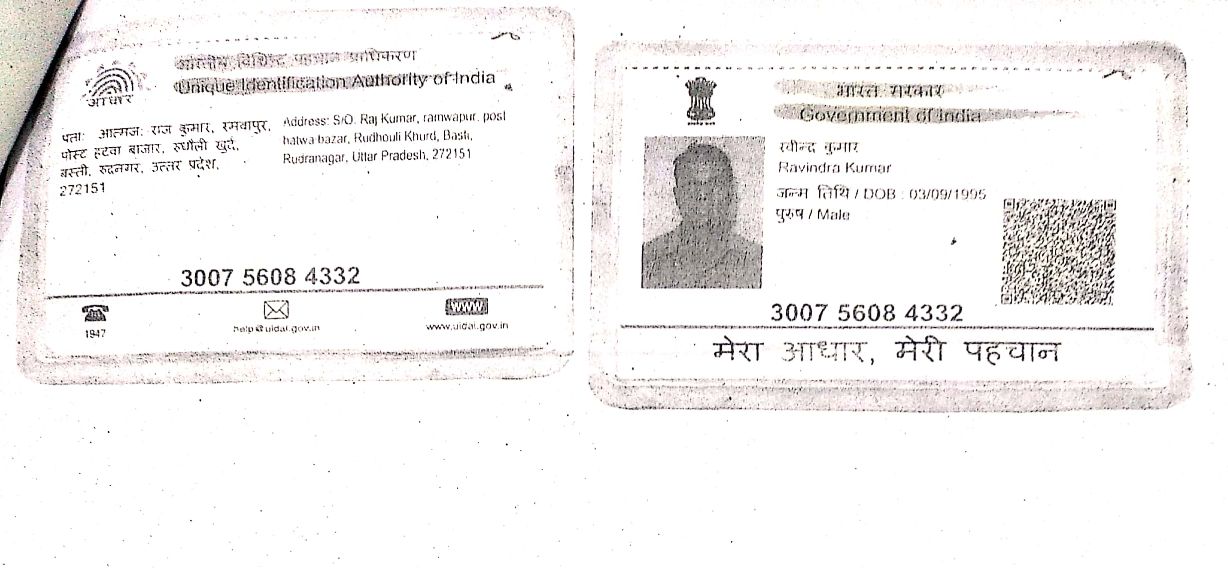 भारतीय विशिष्ट पहचान प्राधिकरण
Unique Identification Authority of India
आधार
पताः आत्मजः राज कुमार, रमवापुर,
पोस्ट हटवा बाजार, रुधौली खुर्द,
बस्ती, रुदनगर, उत्तर प्रदेश,
272151
Address: S/O. Raj Kumar, ramwapur, post
hatwa bazar, Rudhouli Khurd, Basti,
Rudranagar, Uttar Pradesh, 272151
3007 5608 4332
1947
help@uidai.gov.in
www
www.uidai.gov.in
भारत सरकार
Government of India
रवीन्द्र कुमार
Ravindra Kumar
जन्म तिथि / DOB : 03/09/1995
पुरुष / Male
3007 5608 4332
मेरा आधार, मेरी पहचान